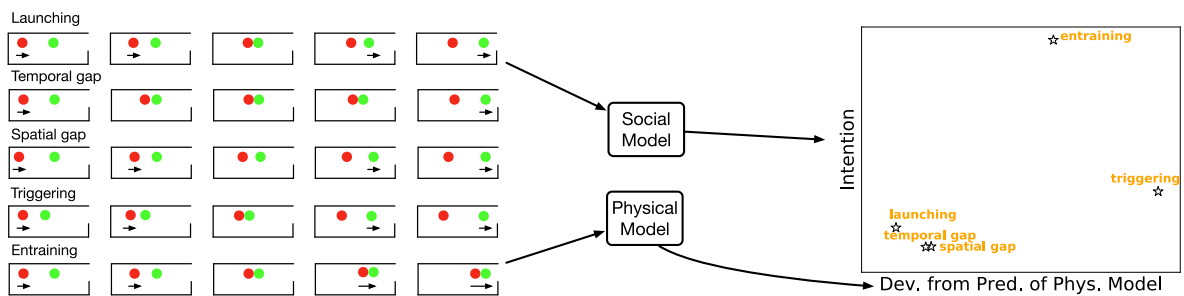 Launching
Temporal gap
Spatial gap
Triggering
Entraining
Social
Model
Physical
Model
Intention
entraining
triggering
launching
temporal gap
spatial gap
Dev. from Pred. of Phys. Model